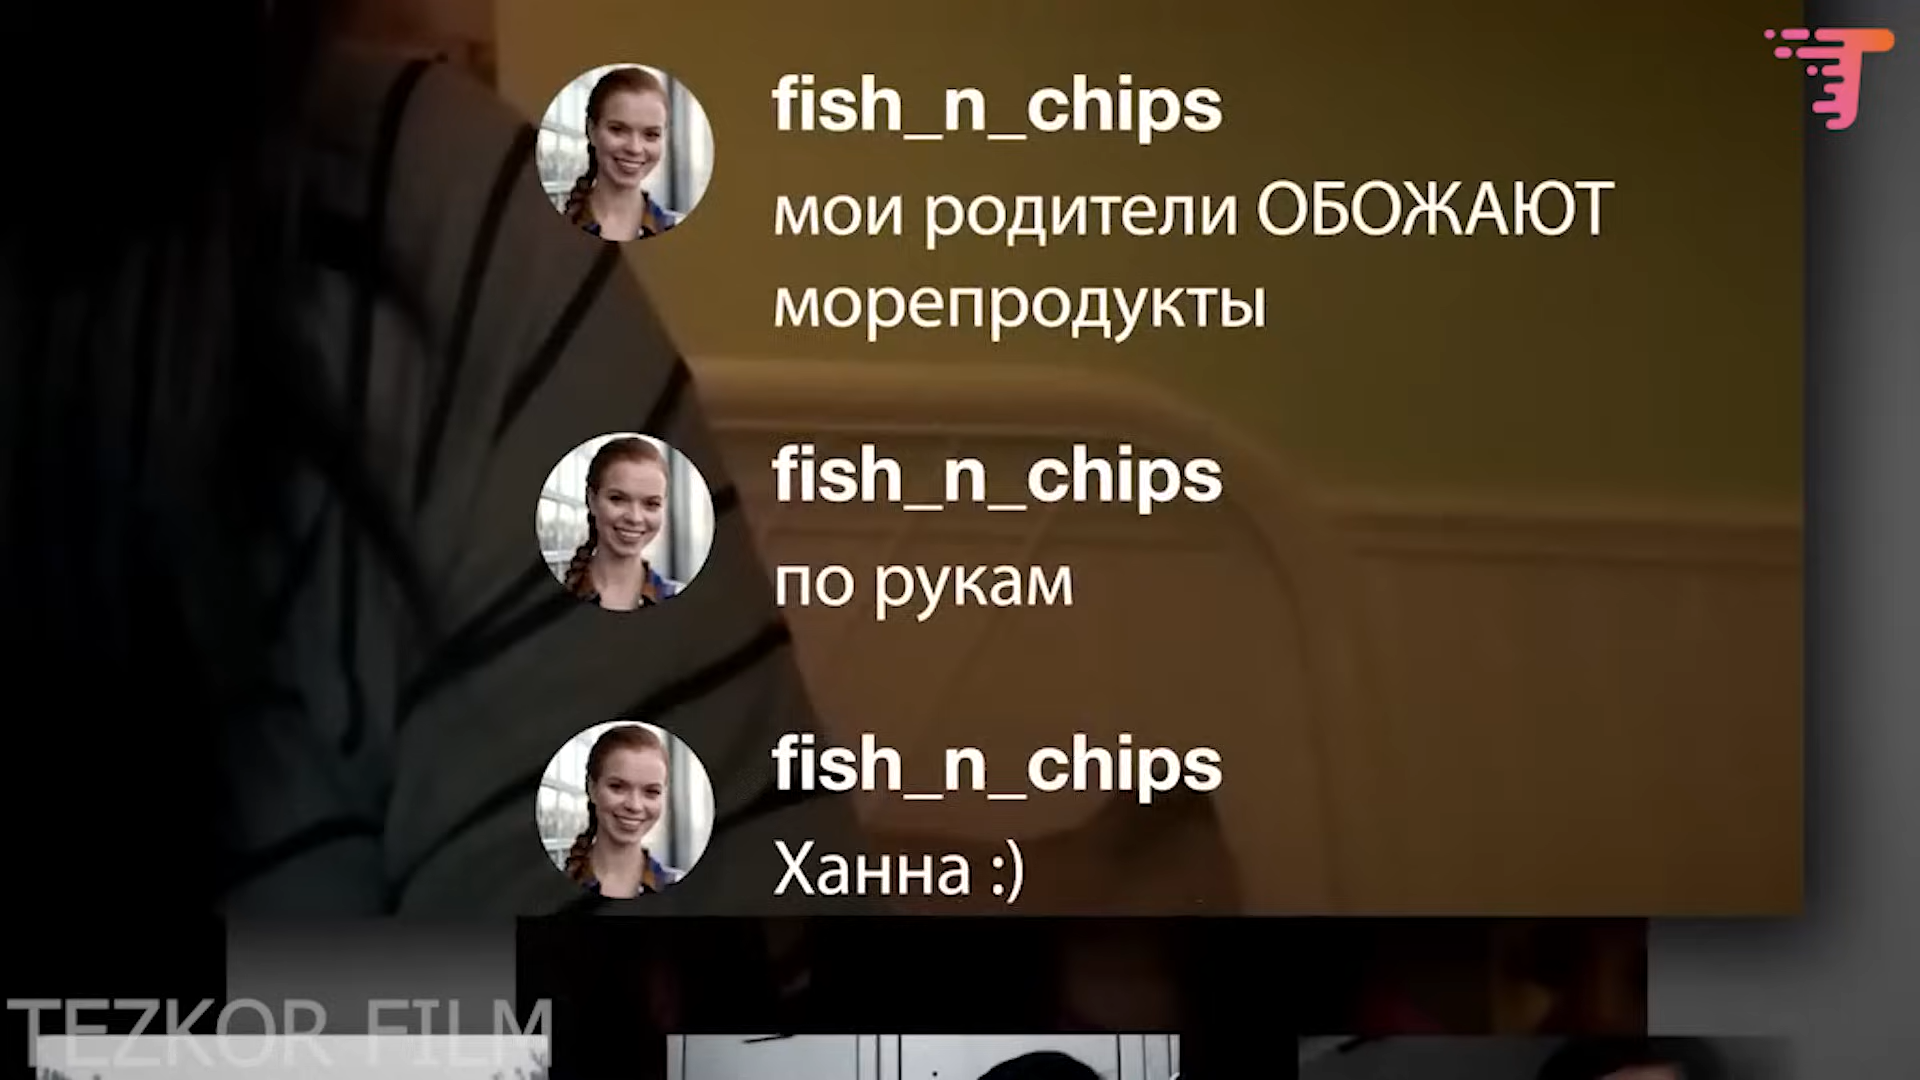 fish_n_chips
мои родители ОБОЖАЮТ
морепродукты
fish_n_chips
по рукам
fish_n_chips
Ханна :)
TEZKOR FILM